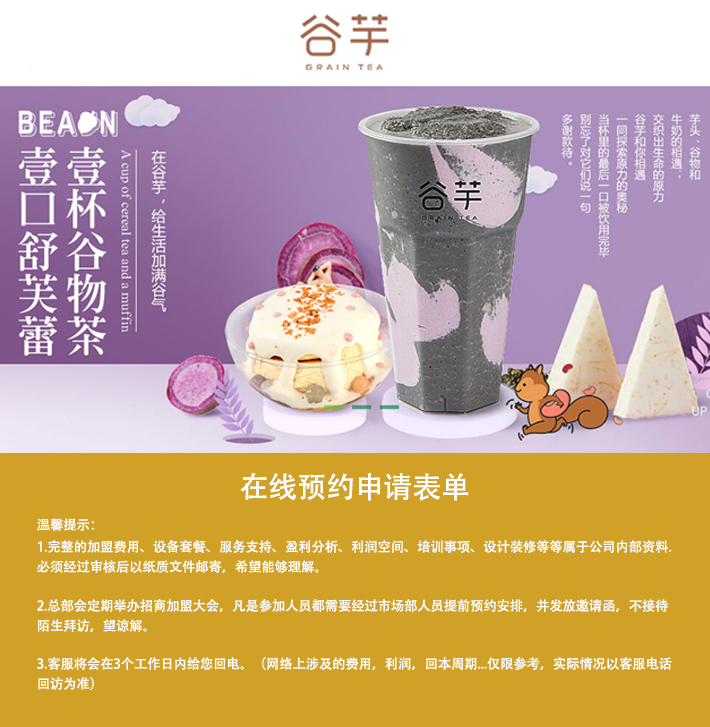 谷芋
GRAIN TEA
BEAON
壹杯谷物茶
壹口舒芙蕾
A cup of cereal tea and a muffin
在谷芋，给生活加满谷气
谷芋
GRAIN TEA
芋头、谷物和
牛奶的相遇，
交织出生命的原力
谷芋和你相遇
一同探索原力的奥秘
当杯里的最后一口被饮用完毕
别忘了对它们说一句
多谢款待。
UP
在线预约申请表单
温馨提示：
1.完整的加盟费用、设备套餐、服务支持、盈利分析、利润空间、培训事项、设计装修等等属于公司内部资料.
必须经过审核后以纸质文件邮寄，希望能够理解。
2.总部会定期举办招商加盟大会，凡是参加人员都需要经过市场部人员提前预约安排，并发放邀请函，不接待
陌生拜访，望谅解。
3.客服将会在3个工作日内给您回电。（网络上涉及的费用，利润，回本周期...仅限参考，实际情况以客服电话
回访为准）